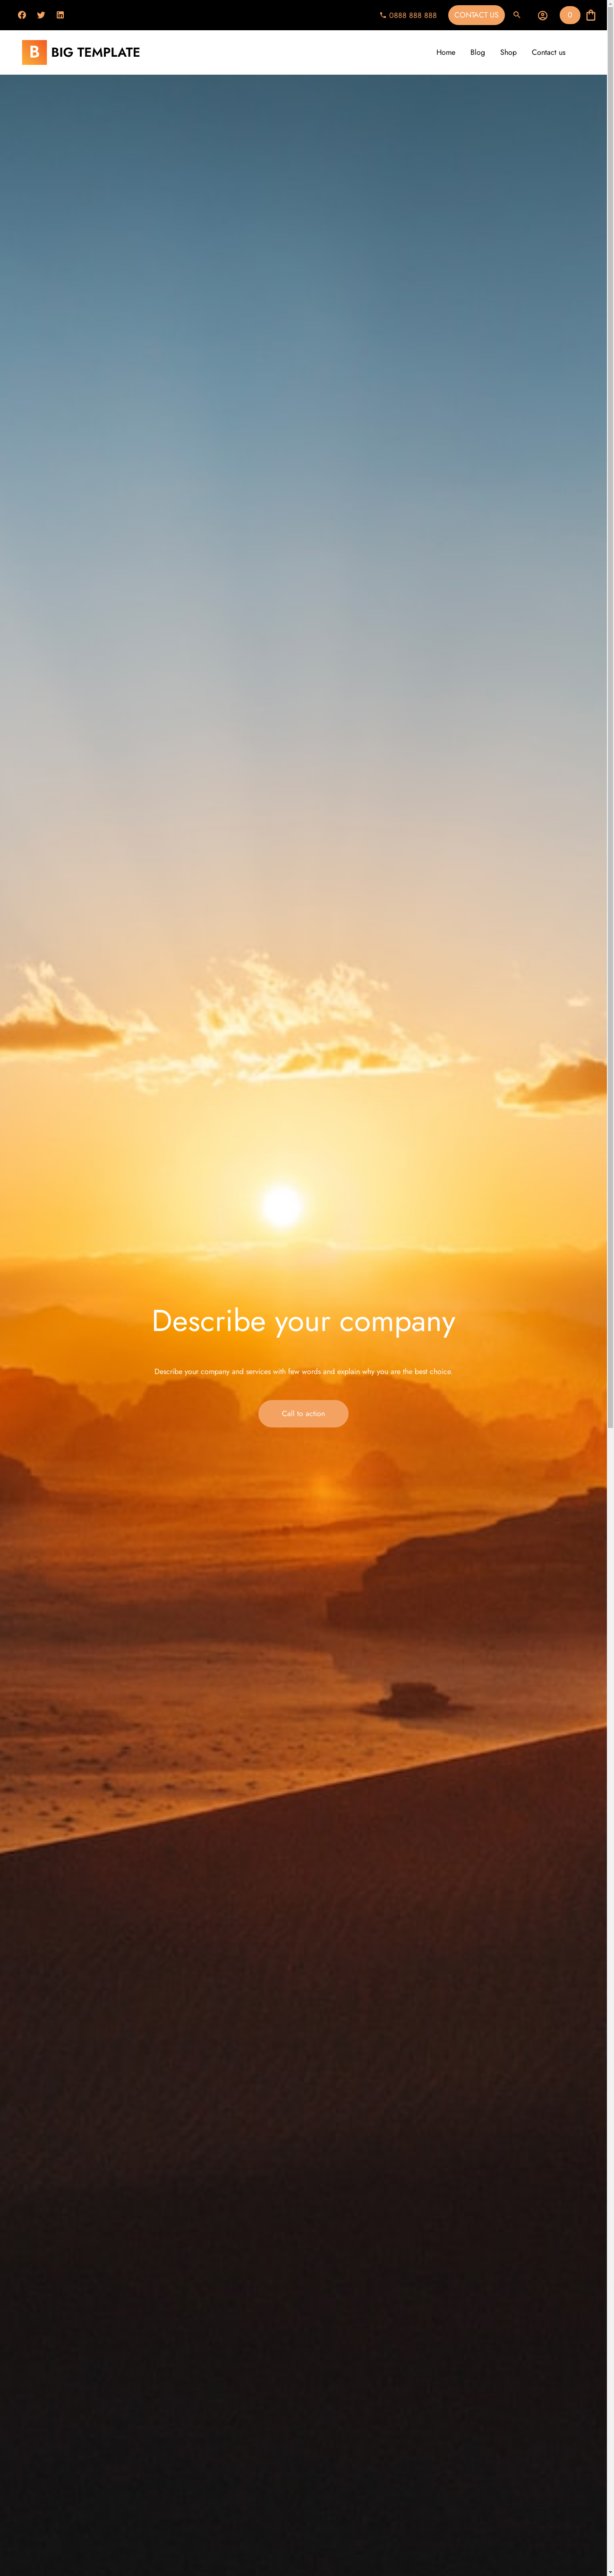 0888 888 888
CONTACT US
0
B BIG TEMPLATE
Home Blog Shop Contact us
Describe your company
Describe your company and services with few words and explain why you are the best choice
Call to action